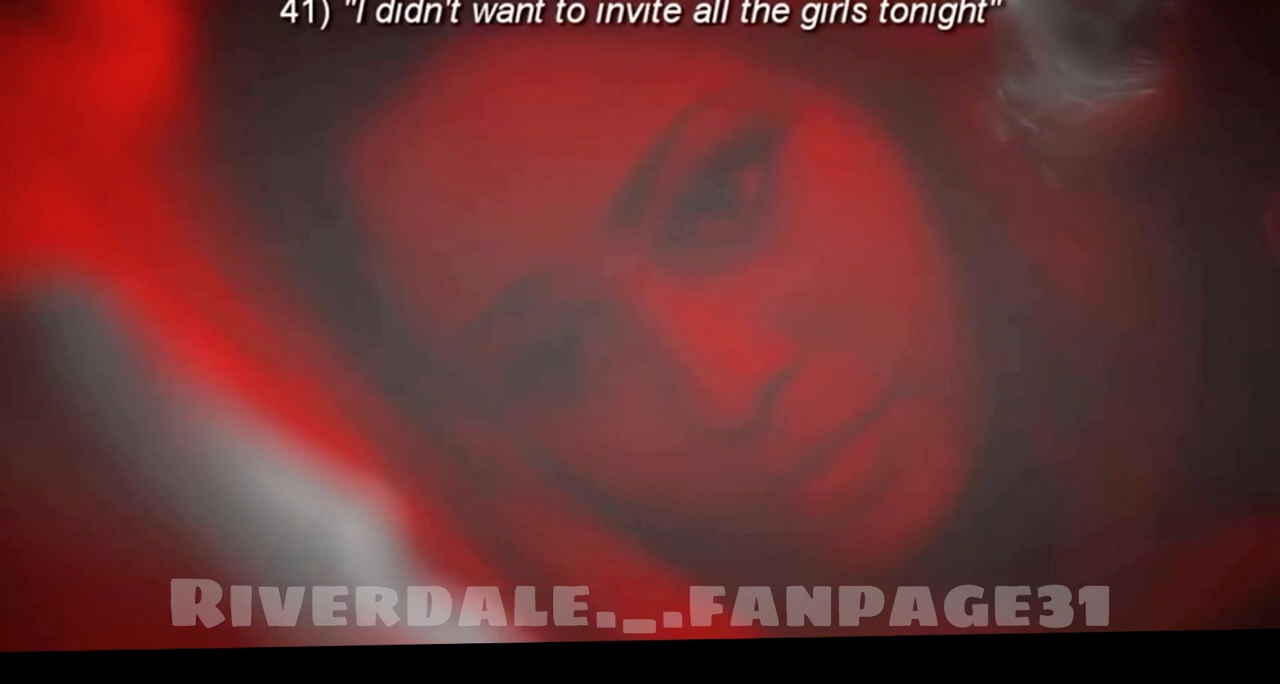 41) "I didn't want to invite all the girls tonight"
Riverdale._.fanpage31